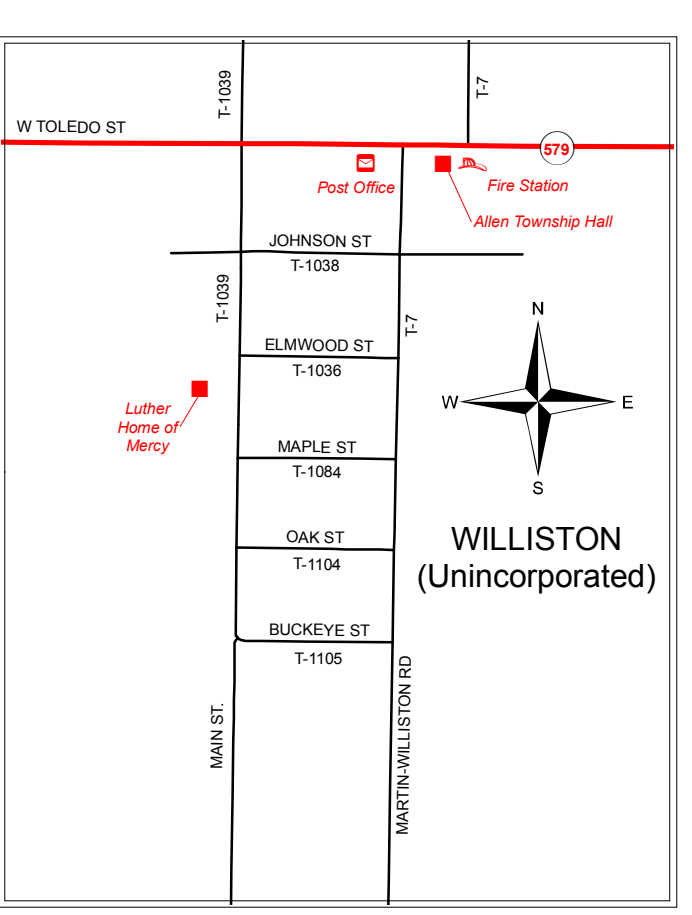 T-1039
T-7
W TOLEDO ST
579
Post Office
Fire Station
Allen Township Hall
JOHNSON ST
T-1038
T-1039
T-7
N
ELMWOOD ST
T-1036
W
E
Luther
Home of
Mercy
MAPLE ST
T-1084
S
OAK ST
T-1104
WILLISTON
(Unincorporated)
BUCKEYE ST
T-1105
MAIN ST.
MARTIN-WILLISTON RD